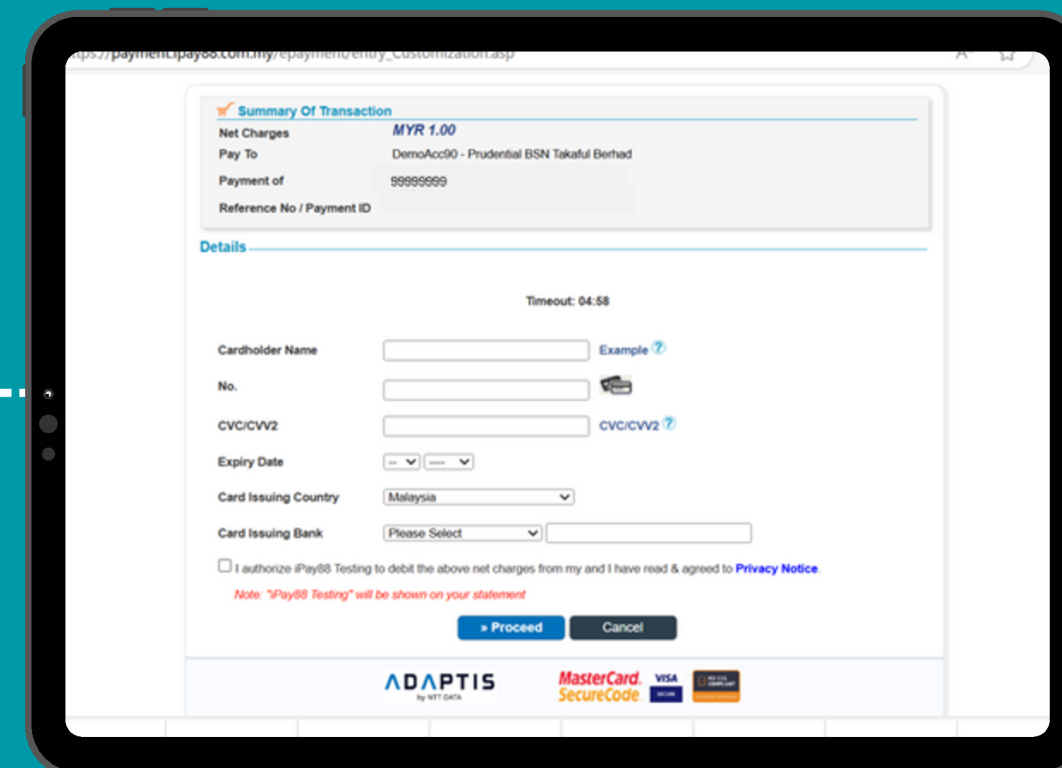 https://payment.ipay88.com.my/epayment/entry_Customization.asp
Summary Of Transaction
Net Charges MYR 1.00
Pay To DemoAcc90 - Prudential BSN Takaful Berhad
Payment of 99999999
Reference No / Payment ID
Details
Timeout: 04:58
Cardholder Name Example ?
No.
CVC/CVV2 CVC/CVV2 ?
Expiry Date -- ----
Card Issuing Country Malaysia
Card Issuing Bank Please Select
I authorize iPay88 Testing to debit the above net charges from my and I have read & agreed to Privacy Notice.
Note: "iPay88 Testing" will be shown on your statement
» Proceed Cancel
ADAPTIS MasterCard. VISA
by NTT DATA SecureCode. SECURE